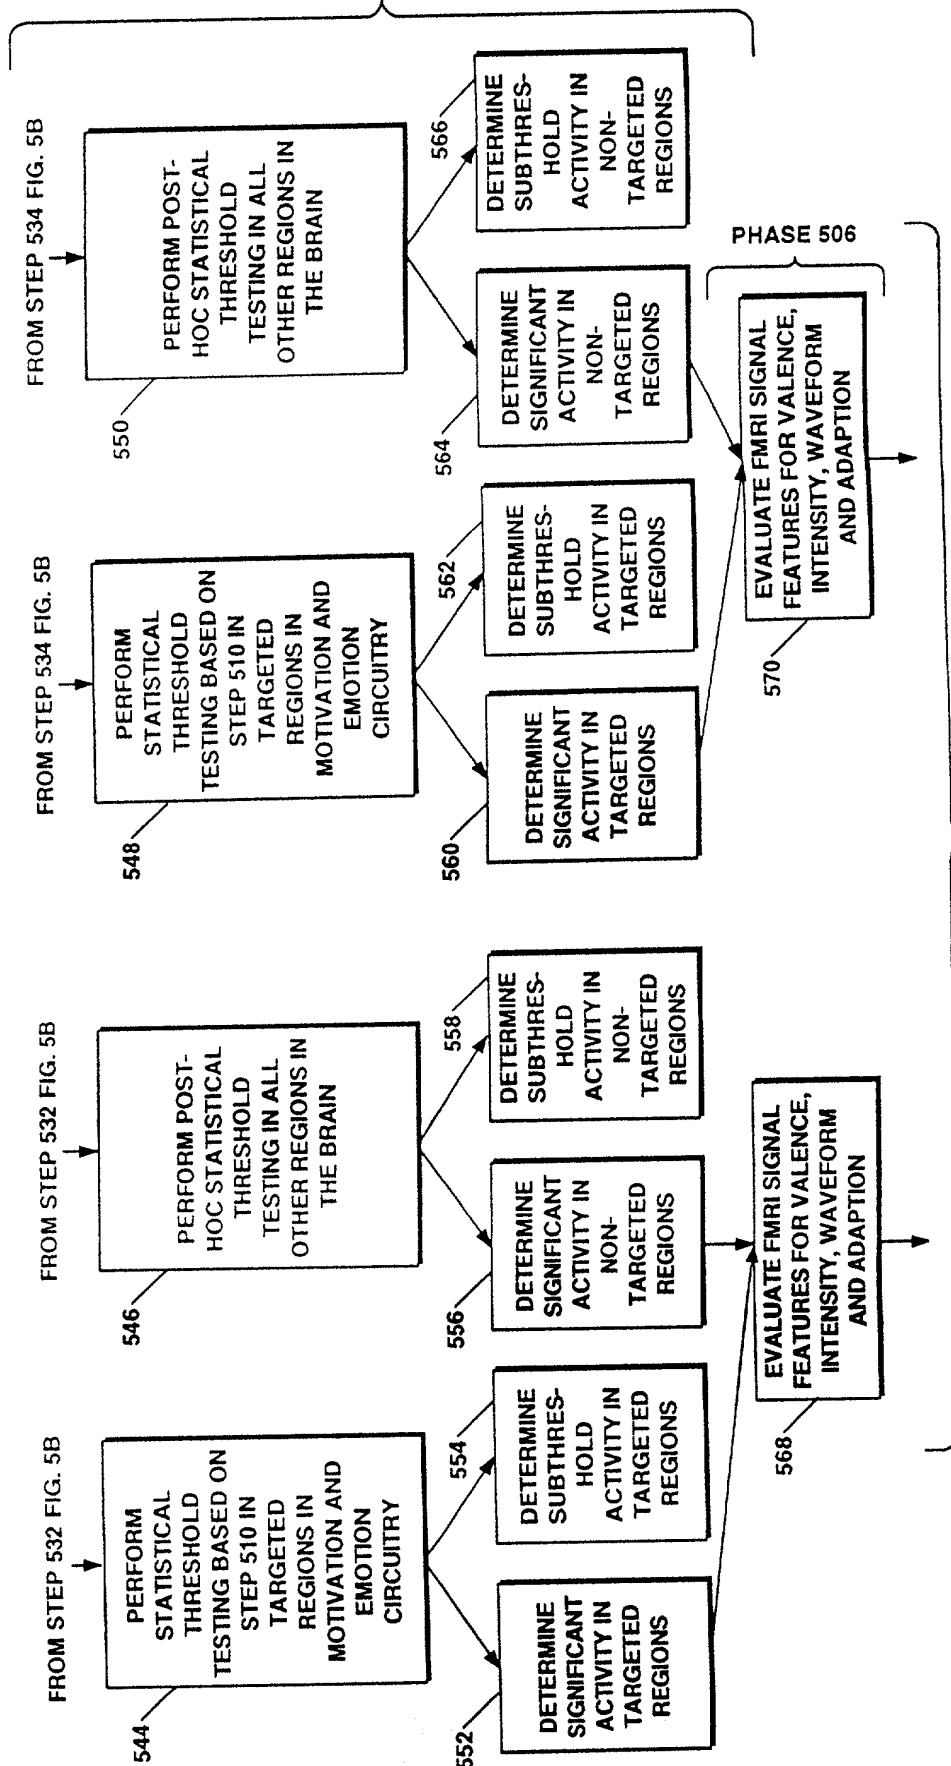 FROM STEP 532 FIG. 5B
FROM STEP 532 FIG. 5B
FROM STEP 534 FIG. 5B
FROM STEP 534 FIG. 5B
PERFORM
STATISTICAL
THRESHOLD
TESTING BASED ON
STEP 510 IN
TARGETED
REGIONS IN
MOTIVATION AND
EMOTION
CIRCUITRY
544
PERFORM POST-
HOC STATISTICAL
THRESHOLD
TESTING IN ALL
OTHER REGIONS IN
THE BRAIN
546
PERFORM
STATISTICAL
THRESHOLD
TESTING BASED ON
STEP 510 IN
TARGETED
REGIONS IN
MOTIVATION AND
EMOTION
CIRCUITRY
548
PERFORM POST-
HOC STATISTICAL
THRESHOLD
TESTING IN ALL
OTHER REGIONS IN
THE BRAIN
550
552
DETERMINE
SIGNIFICANT
ACTIVITY IN
TARGETED
REGIONS
554
DETERMINE
SUBTHRES-
HOLD
ACTIVITY IN
TARGETED
REGIONS
556
DETERMINE
SIGNIFICANT
ACTIVITY IN
NON-
TARGETED
REGIONS
558
DETERMINE
SUBTHRES-
HOLD
ACTIVITY IN
NON-
TARGETED
REGIONS
560
DETERMINE
SIGNIFICANT
ACTIVITY IN
TARGETED
REGIONS
562
DETERMINE
SUBTHRES-
HOLD
ACTIVITY IN
TARGETED
REGIONS
564
DETERMINE
SIGNIFICANT
ACTIVITY IN
NON-
TARGETED
REGIONS
566
DETERMINE
SUBTHRES-
HOLD
ACTIVITY IN
NON-
TARGETED
REGIONS
PHASE 506
EVALUATE FMRI SIGNAL
FEATURES FOR VALENCE,
INTENSITY, WAVEFORM
AND ADAPTION
568
EVALUATE FMRI SIGNAL
FEATURES FOR VALENCE,
INTENSITY, WAVEFORM
AND ADAPTION
570